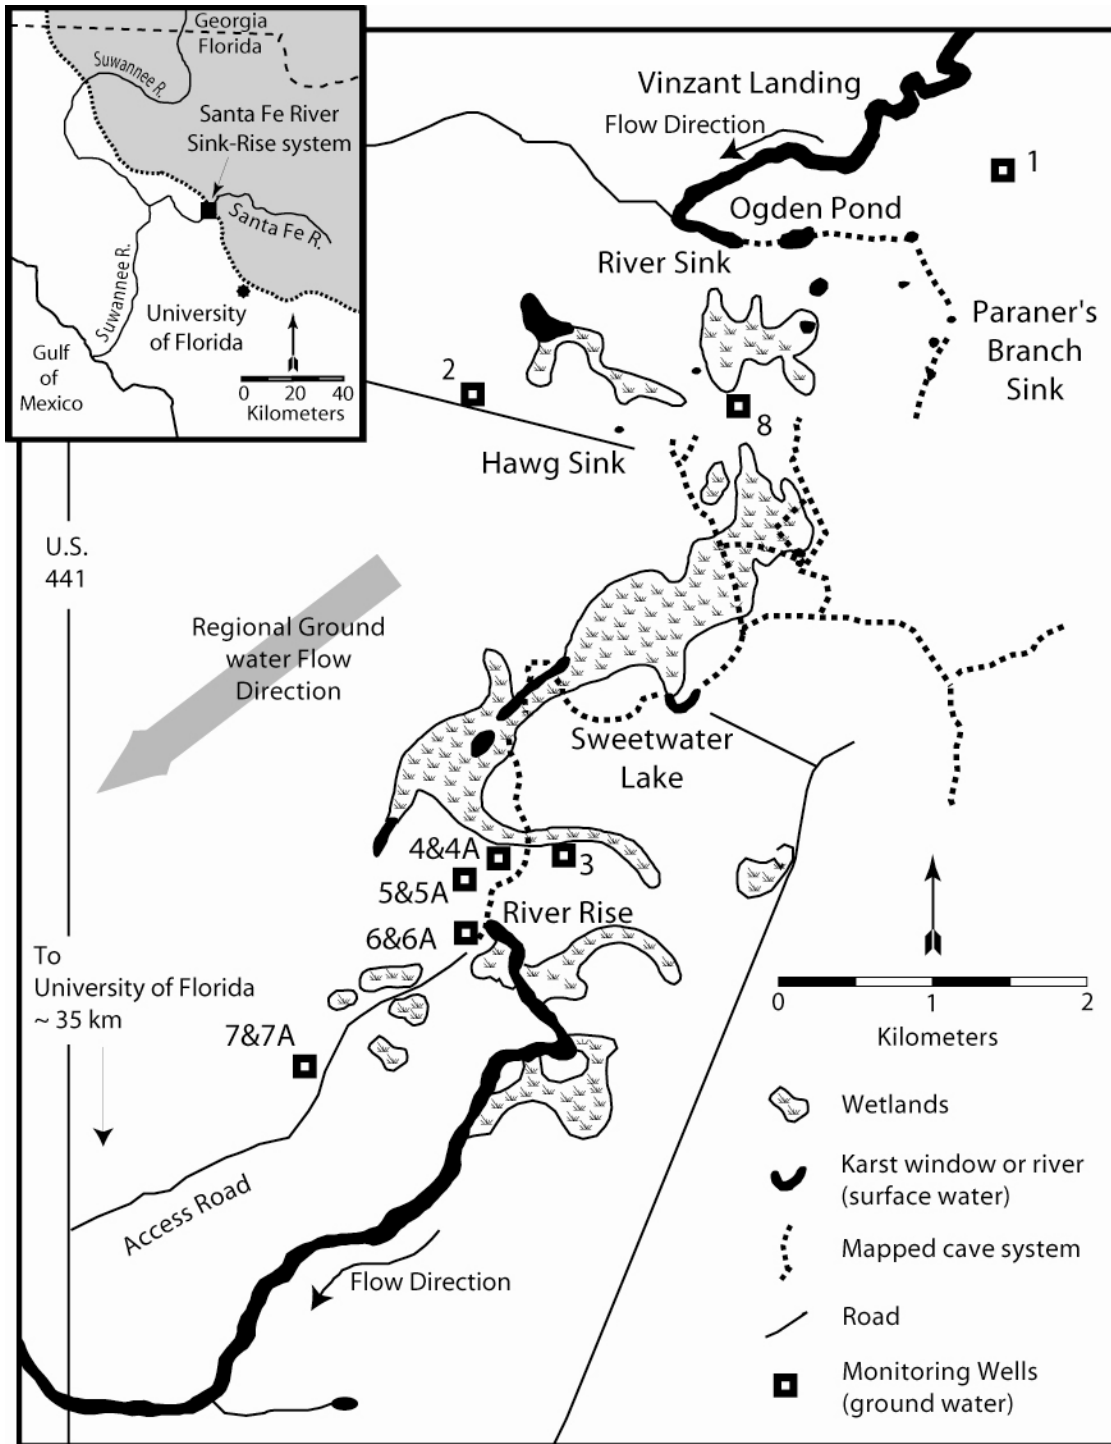 Georgia
Florida
Suwannee R.
Santa Fe River
Sink-Rise system
Santa Fe R.
Suwannee R.
University
of Florida
Gulf
of
Mexico
0 20 40
Kilometers
Vinzant Landing
Flow Direction
1
Ogden Pond
River Sink
Paraner's
Branch
Sink
2
8
Hawg Sink
U.S.
441
Regional Ground
water Flow
Direction
Sweetwater
Lake
4&4A
3
5&5A
River Rise
6&6A
To
University of Florida
~ 35 km
7&7A
0 1 2
Kilometers
Access Road
Flow Direction
Wetlands
Karst window or river
(surface water)
Mapped cave system
Road
Monitoring Wells
(ground water)